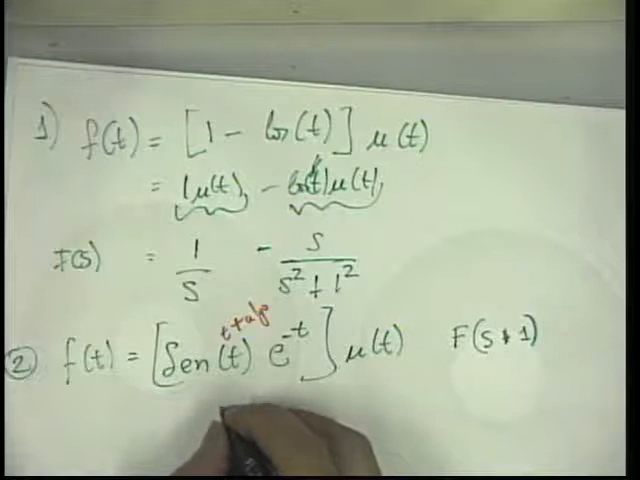 1) f(t) = [1 - Cos(t)] μ(t)
= 1μ(t) - Cos(t)μ(t)
F(s) = 1/s - s/(s² + 1²)
② f(t) = [Sen(t) e^-t] μ(t) F(s+1)